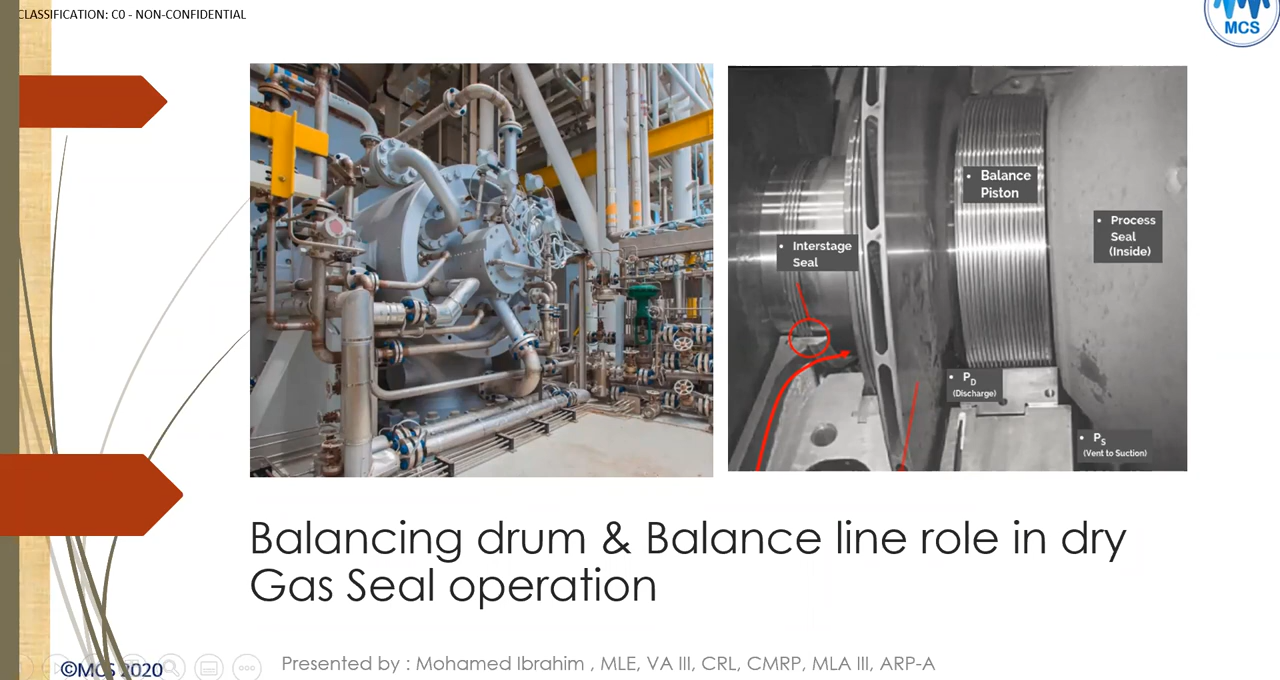 CLASSIFICATION: C0 - NON-CONFIDENTIAL
MCS
• Balance
Piston
• Process
Seal
(Inside)
• Interstage
Seal
• PD
(Discharge)
• PS
(Vent to Suction)
Balancing drum & Balance line role in dry
Gas Seal operation
©MCS 2020
Presented by : Mohamed Ibrahim , MLE, VA III, CRL, CMRP, MLA III, ARP-A